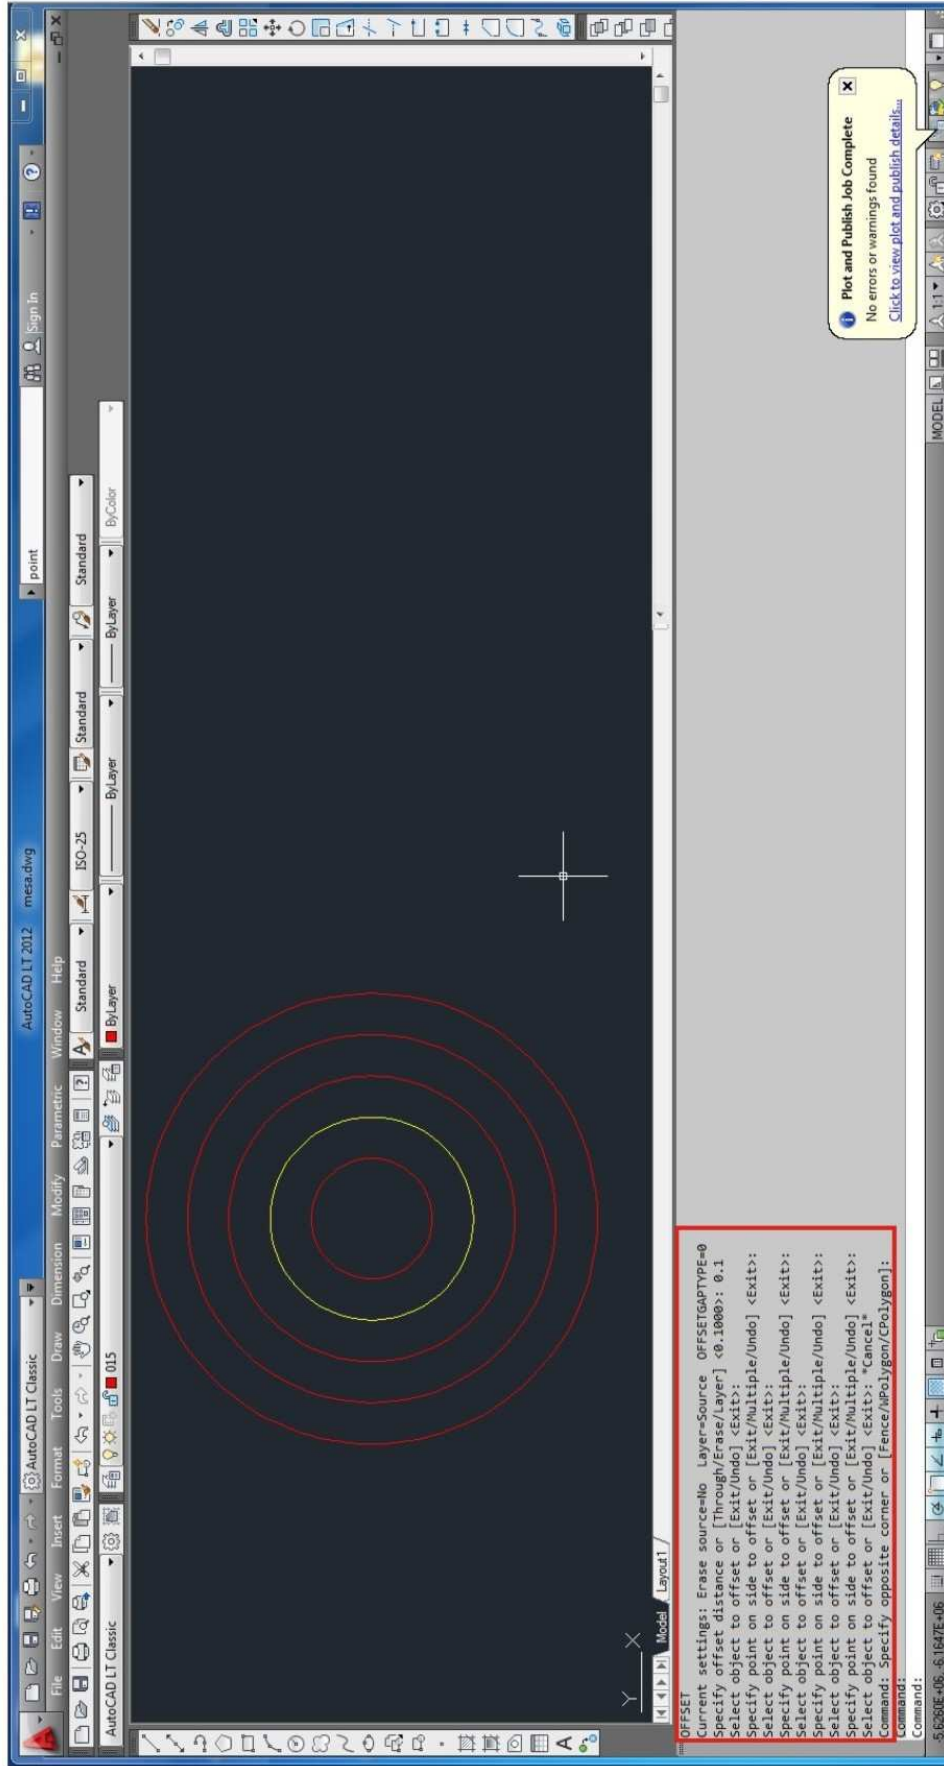 AutoCAD LT Classic
AutoCAD LT 2012 mesa.dwg
point
Sign In
File Edit View Insert Format Tools Draw Dimension Modify Parametric Window Help
Standard ISO-25 Standard Standard
AutoCAD LT Classic 015 ByLayer ByLayer ByLayer ByColor
Y X
Model Layout1
OFFSET
Current settings: Erase source=No Layer=Source OFFSETGAPTYPE=0
Specify offset distance or [Through/Erase/Layer] <0.1000>: 0.1
Select object to offset or [Exit/Undo] <Exit>:
Specify point on side to offset or [Exit/Multiple/Undo] <Exit>:
Select object to offset or [Exit/Undo] <Exit>:
Specify point on side to offset or [Exit/Multiple/Undo] <Exit>:
Select object to offset or [Exit/Undo] <Exit>:
Specify point on side to offset or [Exit/Multiple/Undo] <Exit>:
Select object to offset or [Exit/Undo] <Exit>:
Specify point on side to offset or [Exit/Multiple/Undo] <Exit>:
Select object to offset or [Exit/Undo] <Exit>: *Cancel*
Command: Specify opposite corner or [Fence/WPolygon/CPolygon]:
Command:
Command:
Plot and Publish Job Complete
No errors or warnings found
Click to view plot and publish details...
-5.6260E+06, -6.1647E+06
MODEL 1:1